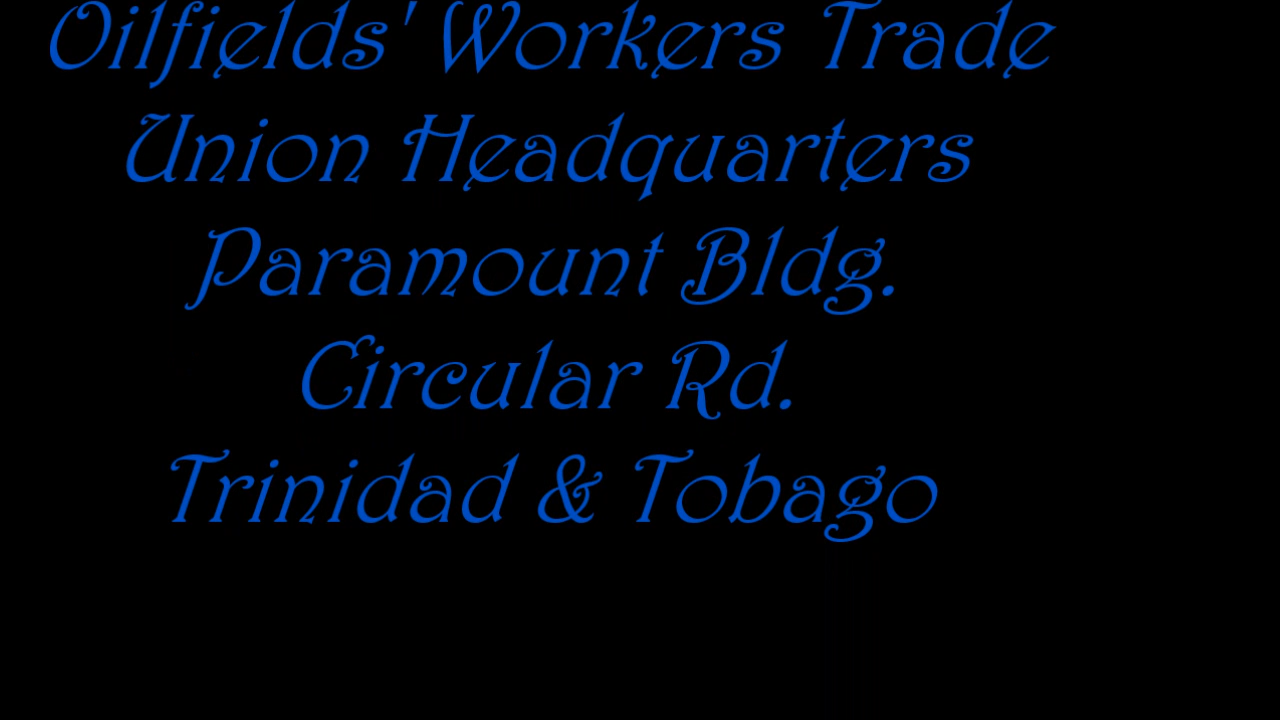 Oilfields' Workers Trade
Union Headquarters
Paramount Bldg.
Circular Rd.
Trinidad & Tobago